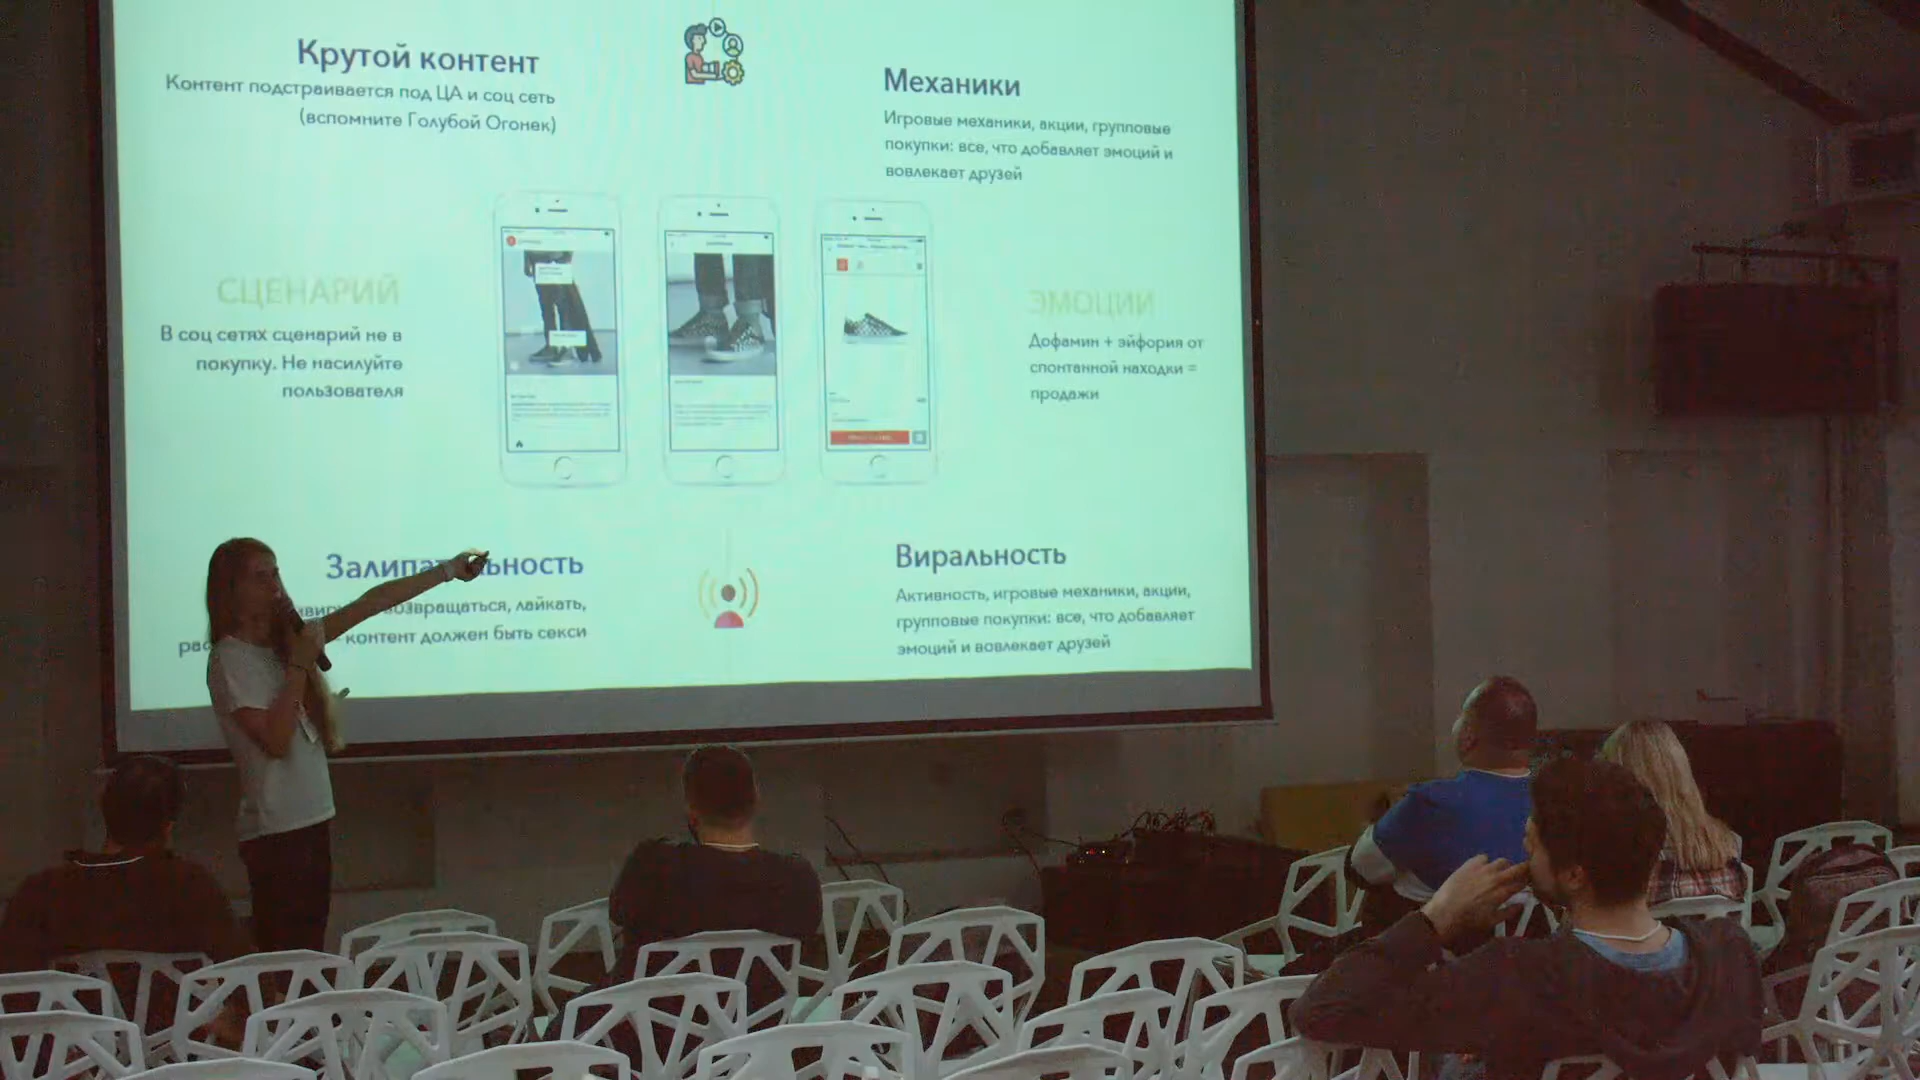 Крутой контент
Контент подстраивается под ЦА и соц сеть
(вспомните Голубой Огонек)
Механики
Игровые механики, акции, групповые
покупки: все, что добавляет эмоций и
вовлекает друзей
СЦЕНАРИЙ
В соц сетях сценарий не в
покупку. Не насилуйте
пользователя
ЭМОЦИИ
Дофамин + эйфория от
спонтанной находки =
продажи
возвращаться, лайкать,
контент должен быть секси
Виральность
Активность, игровые механики, акции,
групповые покупки: все, что добавляет
эмоций и вовлекает друзей